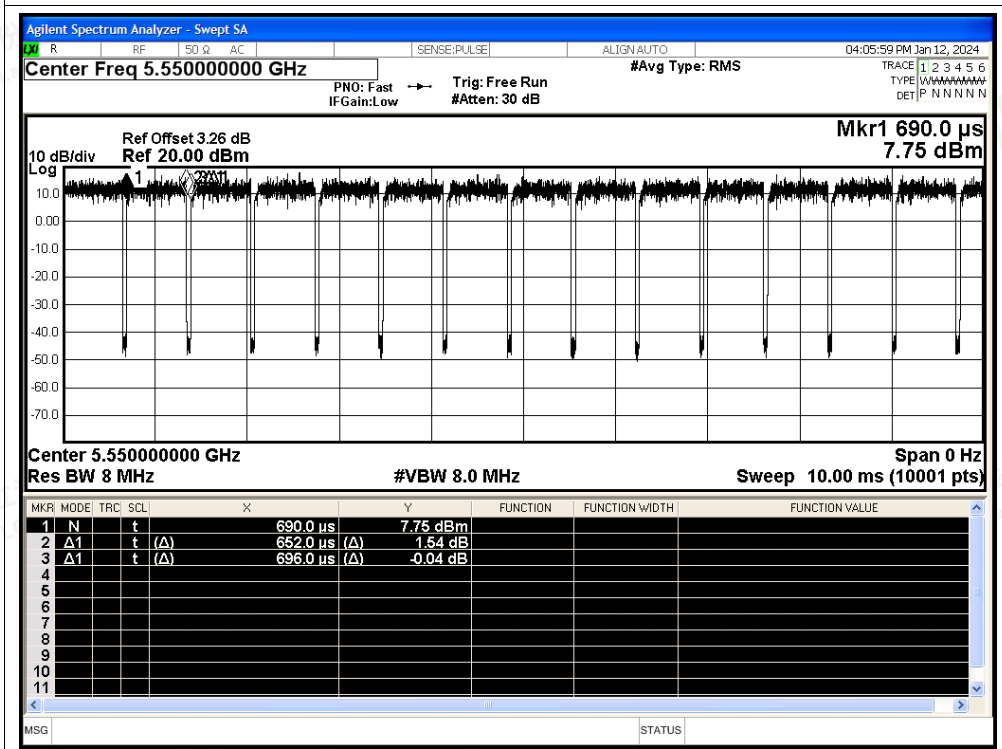 Agilent Spectrum Analyzer - Swept SA
LXI R RF 50 Ω AC SENSE:PULSE ALIGN AUTO 04:05:59 PM Jan 12, 2024
Center Freq 5.550000000 GHz #Avg Type: RMS TRACE 1 2 3 4 5 6
PNO: Fast Trig: Free Run TYPE WWWWWW
IFGain:Low #Atten: 30 dB DET P N N N N N
Mkr1 690.0 µs
Ref Offset 3.26 dB
10 dB/div Ref 20.00 dBm 7.75 dBm
Log
1
10.0
0.00
-10.0
-20.0
-30.0
-40.0
-50.0
-60.0
-70.0
Center 5.550000000 GHz Span 0 Hz
Res BW 8 MHz #VBW 8.0 MHz Sweep 10.00 ms (10001 pts)
MKR MODE TRC SCL X Y FUNCTION FUNCTION WIDTH FUNCTION VALUE
1 N t 690.0 µs 7.75 dBm
2 Δ1 t (Δ) 652.0 µs (Δ) 1.54 dB
3 Δ1 t (Δ) 696.0 µs (Δ) -0.04 dB
4
5
6
7
8
9
10
11
MSG STATUS